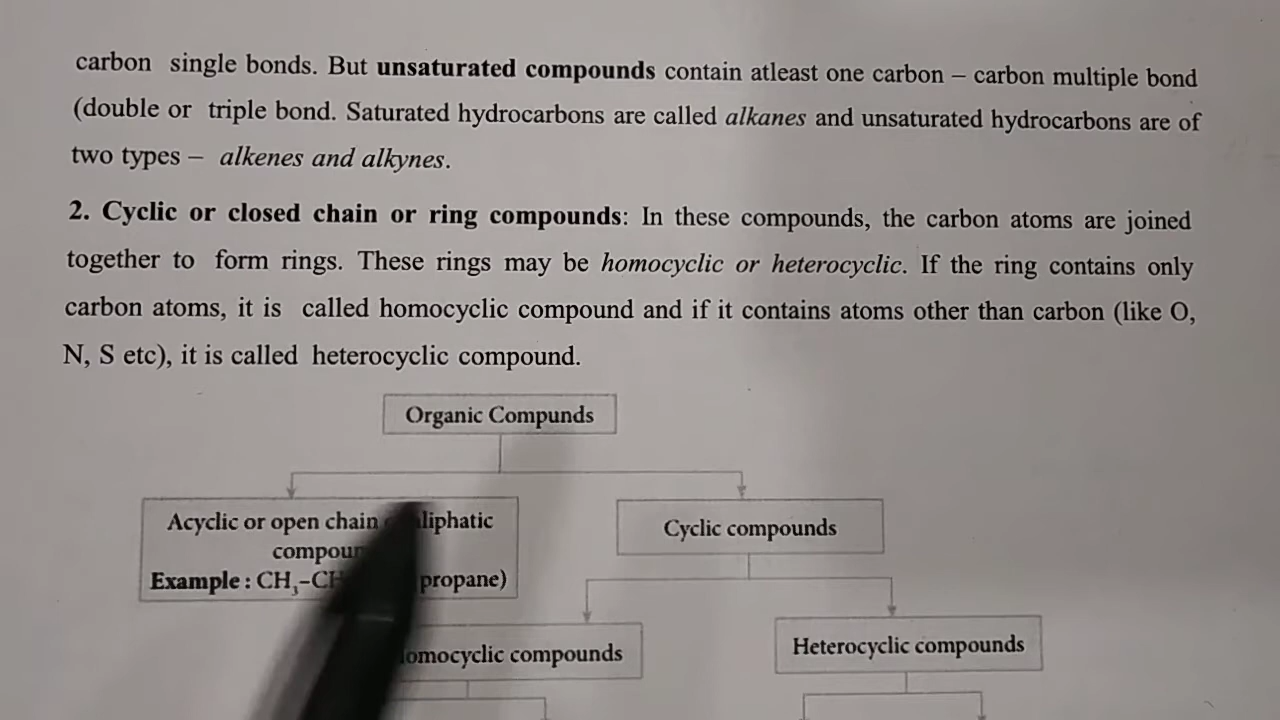 carbon single bonds. But unsaturated compounds contain atleast one carbon – carbon multiple bond
(double or triple bond. Saturated hydrocarbons are called alkanes and unsaturated hydrocarbons are of
two types – alkenes and alkynes.
2. Cyclic or closed chain or ring compounds: In these compounds, the carbon atoms are joined
together to form rings. These rings may be homocyclic or heterocyclic. If the ring contains only
carbon atoms, it is called homocyclic compound and if it contains atoms other than carbon (like O,
N, S etc), it is called heterocyclic compound.
Organic Compunds
Acyclic or open chain
Example : CH₃ propane)
Cyclic compounds
compounds
Heterocyclic compounds